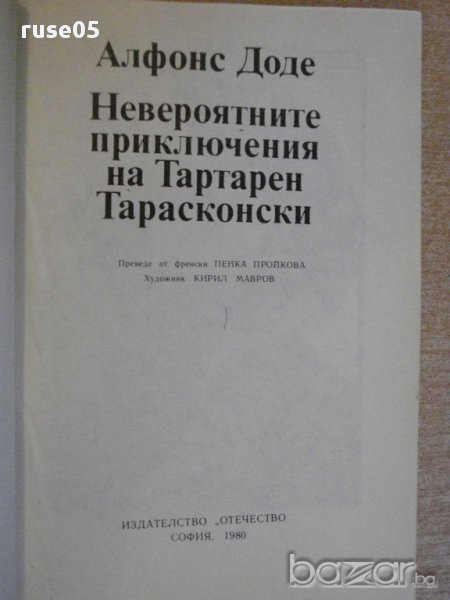 ruse05
Алфонс Доде
Невероятните
приключения
на Тартарен
Тарасконски
Преведе от френски ПЕНКА ПРОЙКОВА
Художник КИРИЛ МАВРОВ
ИЗДАТЕЛСТВО „ОТЕЧЕСТВО
СОФИЯ, 1980
bazar.bg